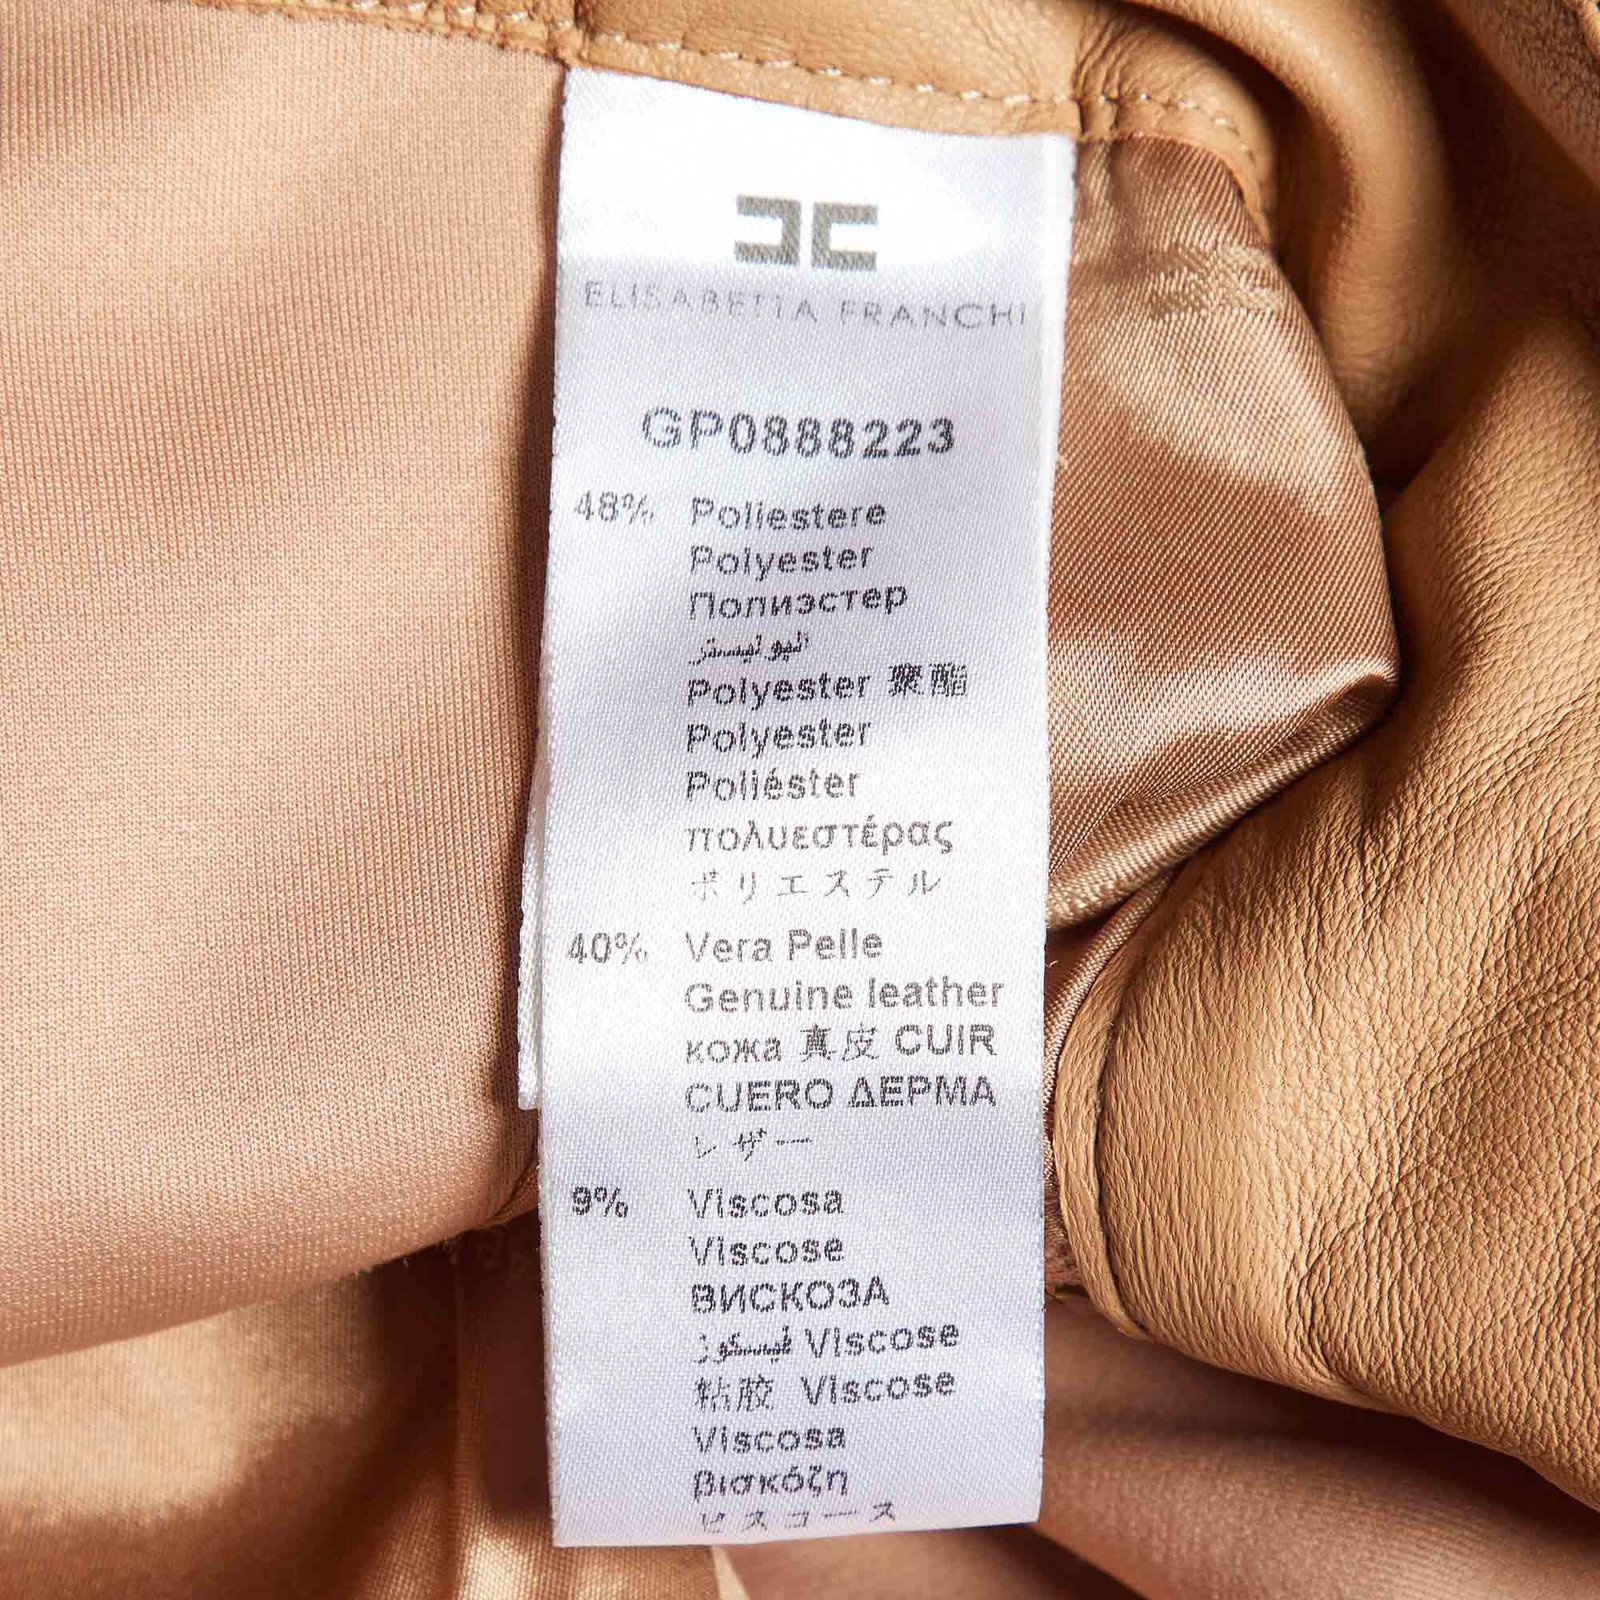 ELISABETTA FRANCHI
GP0888223
48% Poliestere
Polyester
Полиэстер
البوليستر
Polyester 聚酯
Polyester
Poliéster
πολυεστέρας
ポリエステル
40% Vera Pelle
Genuine leather
кожа 真皮 CUIR
CUERO ΔΕΡΜΑ
レザー
9% Viscosa
Viscose
ВИСКОЗА
فيسكوز Viscose
粘胶 Viscose
Viscosa
βισκόζη
ビスコース